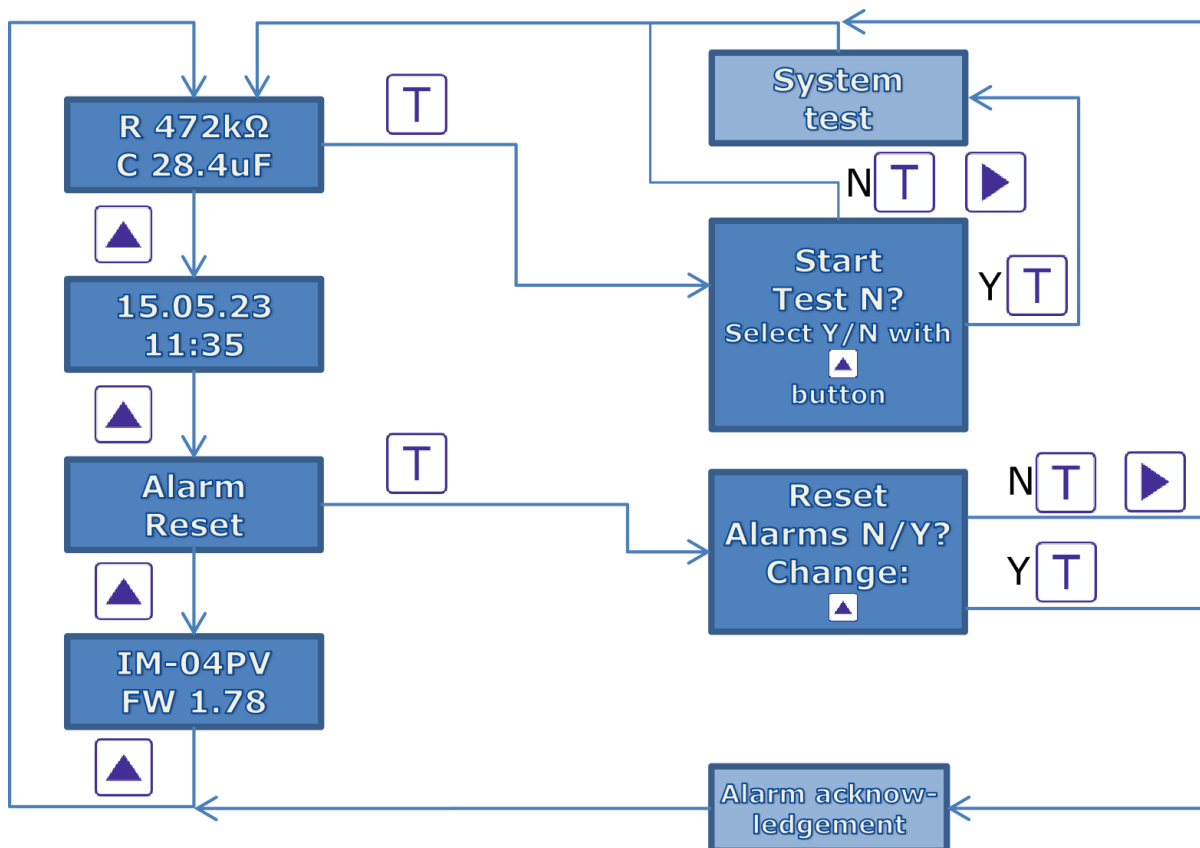 R 472kΩ
C 28.4uF
T
System
test
N T
Start
Test N?
Select Y/N with
button
Y T
15.05.23
11:35
Alarm
Reset
T
Reset
Alarms N/Y?
Change:
N T
Y T
IM-04PV
FW 1.78
Alarm acknow-
ledgement